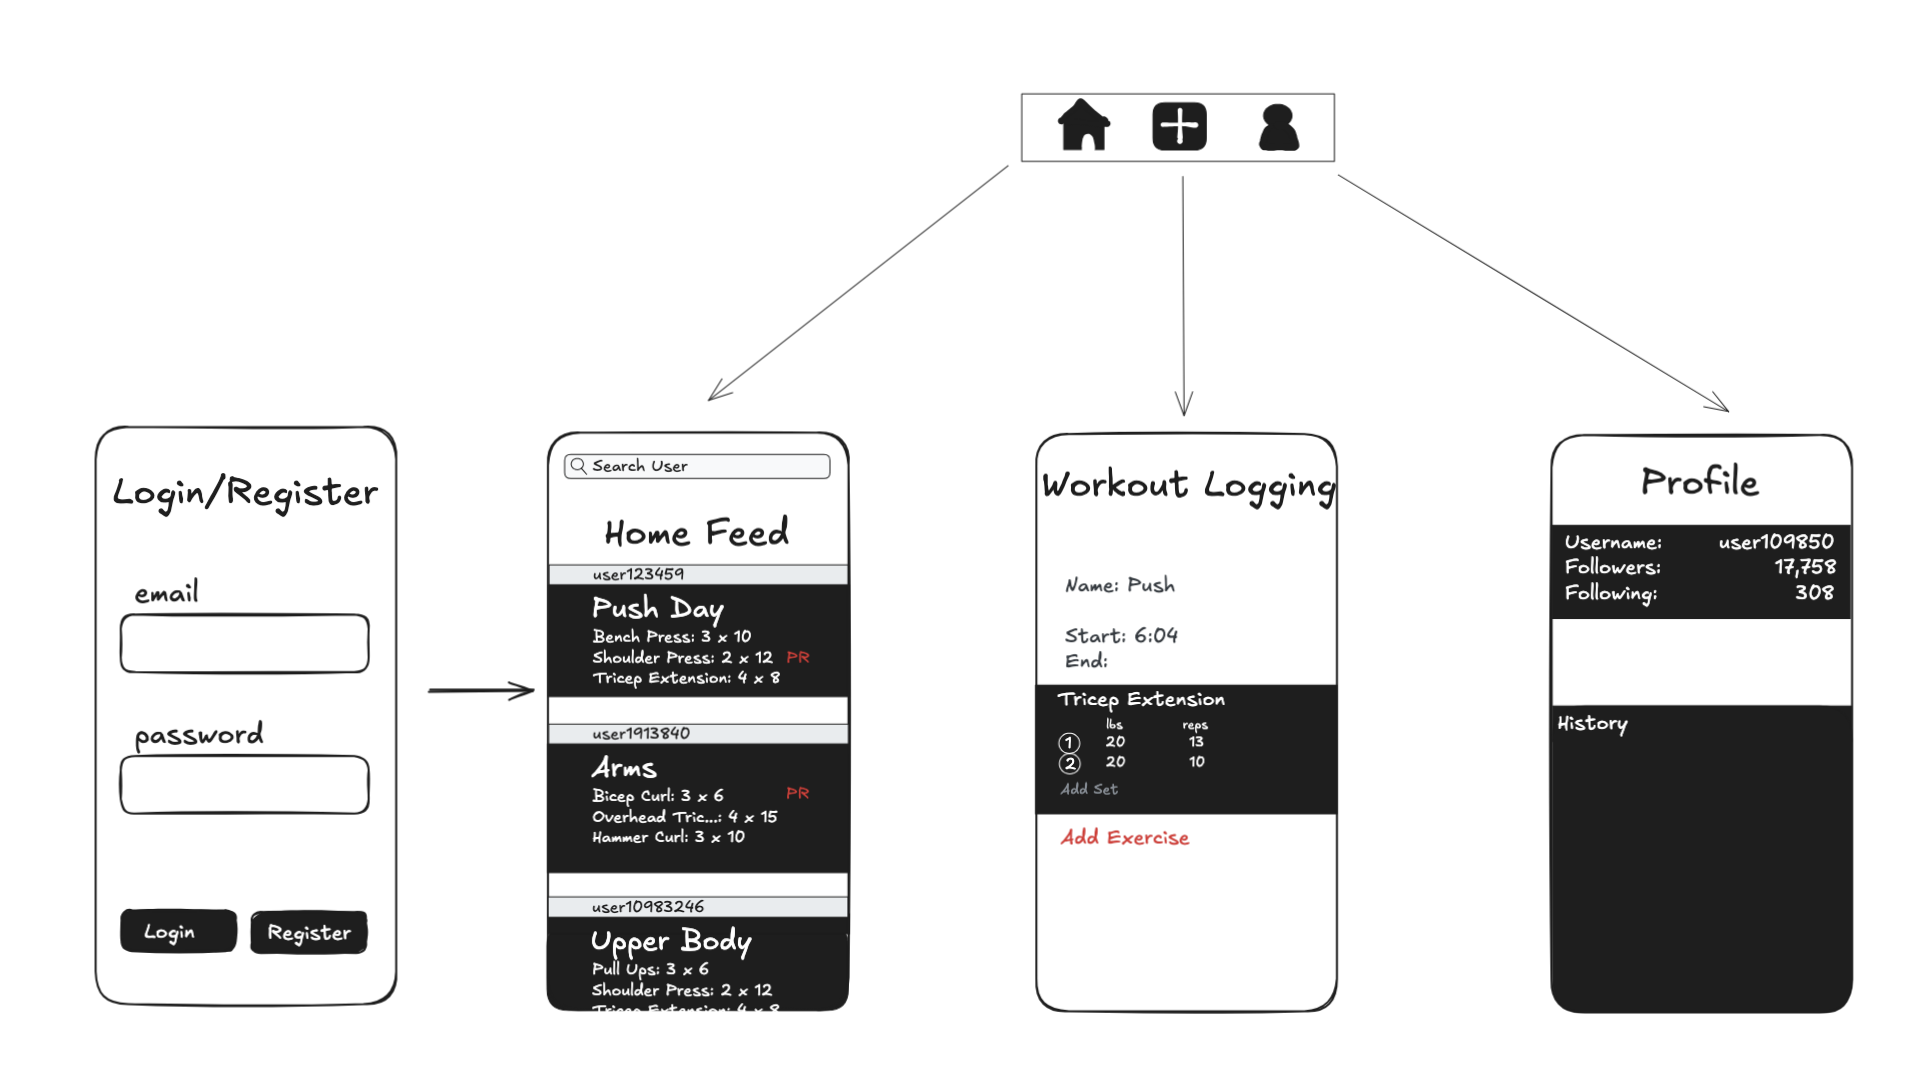 Login/Register
email
password
Login
Register
Search User
Home Feed
user123459
Push Day
Bench Press: 3 x 10
Shoulder Press: 2 x 12 PR
Tricep Extension: 4 x 8
user1913840
Arms
Bicep Curl: 3 x 6 PR
Overhead Tric...: 4 x 15
Hammer Curl: 3 x 10
user10983246
Upper Body
Pull Ups: 3 x 6
Shoulder Press: 2 x 12
Tricep Extension: 4 x 8
Workout Logging
Name: Push
Start: 6:04
End:
Tricep Extension
lbs reps
1 20 13
2 20 10
Add Set
Add Exercise
Profile
Username: user109850
Followers: 17,758
Following: 308
History